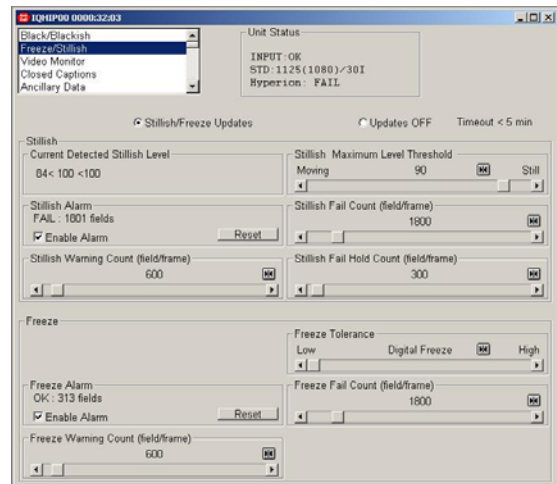 IQHIP00 0000:32:03
Black/Blackish
Freeze/Stillish
Video Monitor
Closed Captions
Ancillary Data
Unit Status
INPUT:OK
STD:1125(1080)/30I
Hyperion: FAIL
Stillish/Freeze Updates
Updates OFF
Timeout < 5 min
Stillish
Current Detected Stillish Level
84< 100 <100
Stillish Maximum Level Threshold
Moving 90 Still
Stillish Alarm
FAIL : 1801 fields
Enable Alarm
Reset
Stillish Fail Count (field/frame)
1800
Stillish Warning Count (field/frame)
600
Stillish Fail Hold Count (field/frame)
300
Freeze
Freeze Tolerance
Low Digital Freeze High
Freeze Alarm
OK : 313 fields
Enable Alarm
Reset
Freeze Fail Count (field/frame)
1800
Freeze Warning Count (field/frame)
600